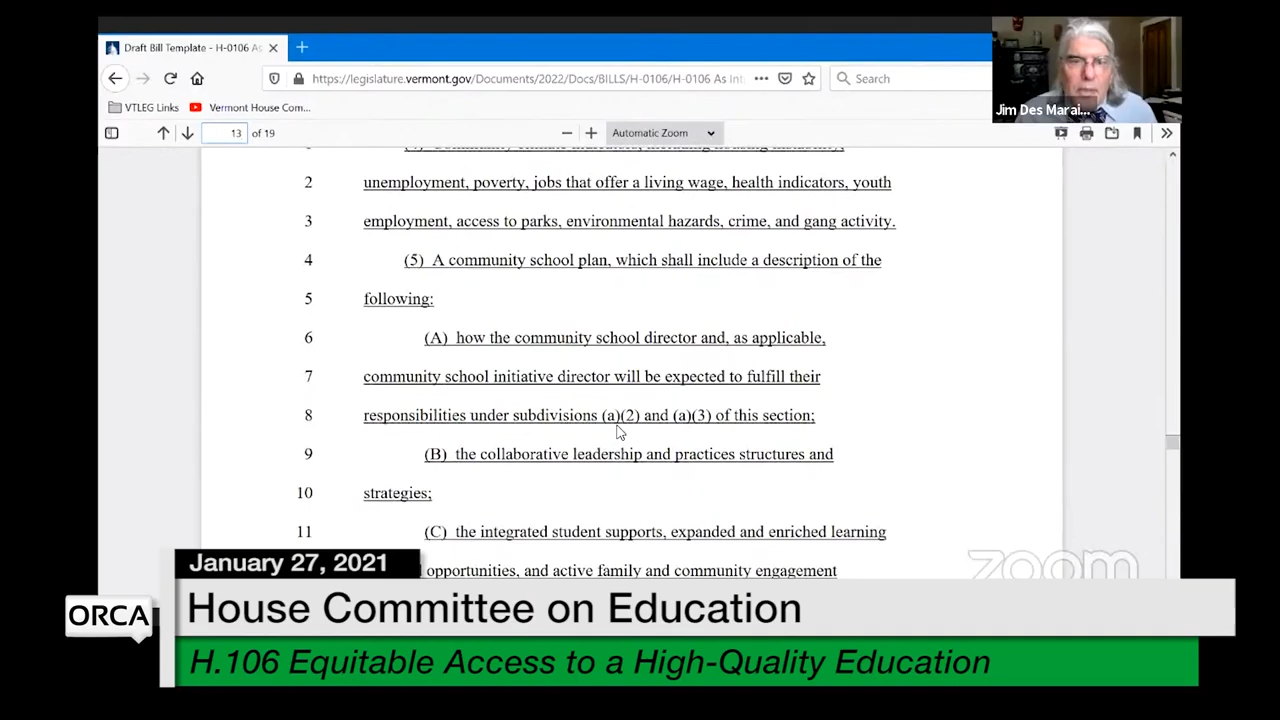 Draft Bill Template - H-0106 As
https://legislature.vermont.gov/Documents/2022/Docs/BILLS/H-0106/H-0106 As Int
Search
VTLEG Links
Vermont House Com...
Jim Des Marai...
13 of 19
Automatic Zoom
2 unemployment, poverty, jobs that offer a living wage, health indicators, youth
3 employment, access to parks, environmental hazards, crime, and gang activity.
4 (5) A community school plan, which shall include a description of the
5 following:
6 (A) how the community school director and, as applicable,
7 community school initiative director will be expected to fulfill their
8 responsibilities under subdivisions (a)(2) and (a)(3) of this section;
9 (B) the collaborative leadership and practices structures and
10 strategies;
11 (C) the integrated student supports, expanded and enriched learning
opportunities, and active family and community engagement
zoom
January 27, 2021
ORCA
House Committee on Education
H.106 Equitable Access to a High-Quality Education